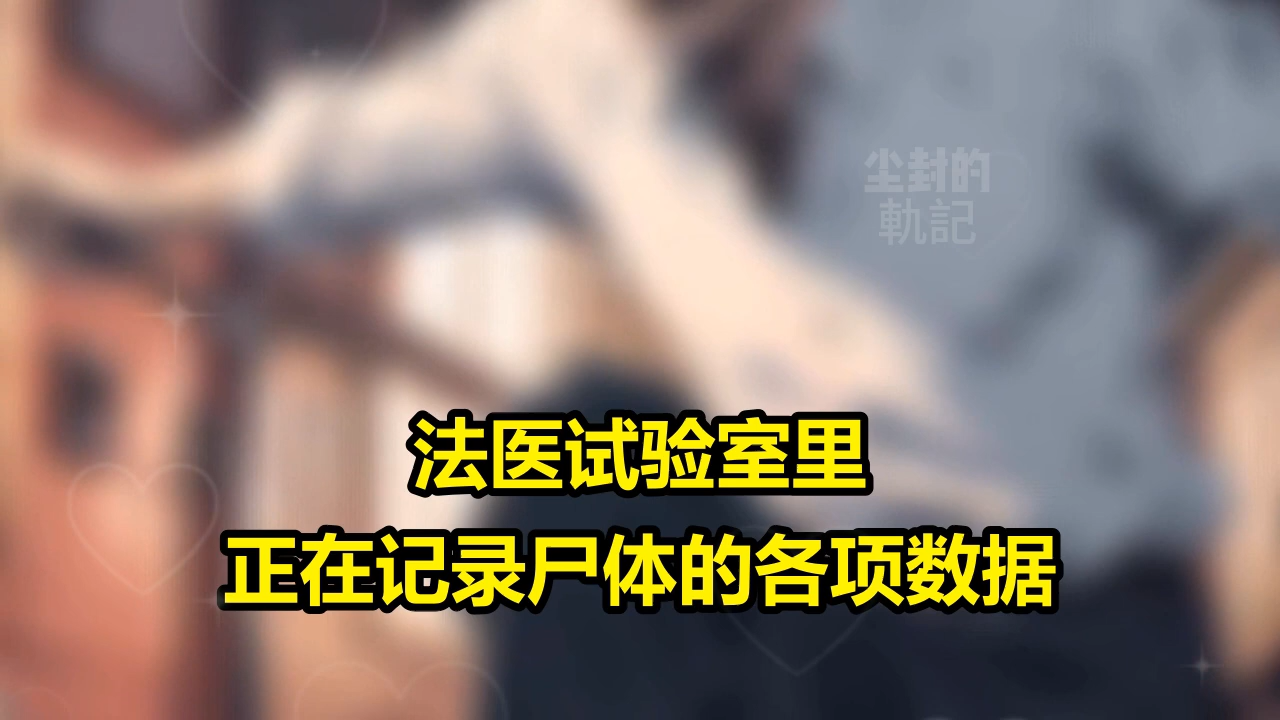 尘封的
軌記
法医试验室里
正在记录尸体的各项数据